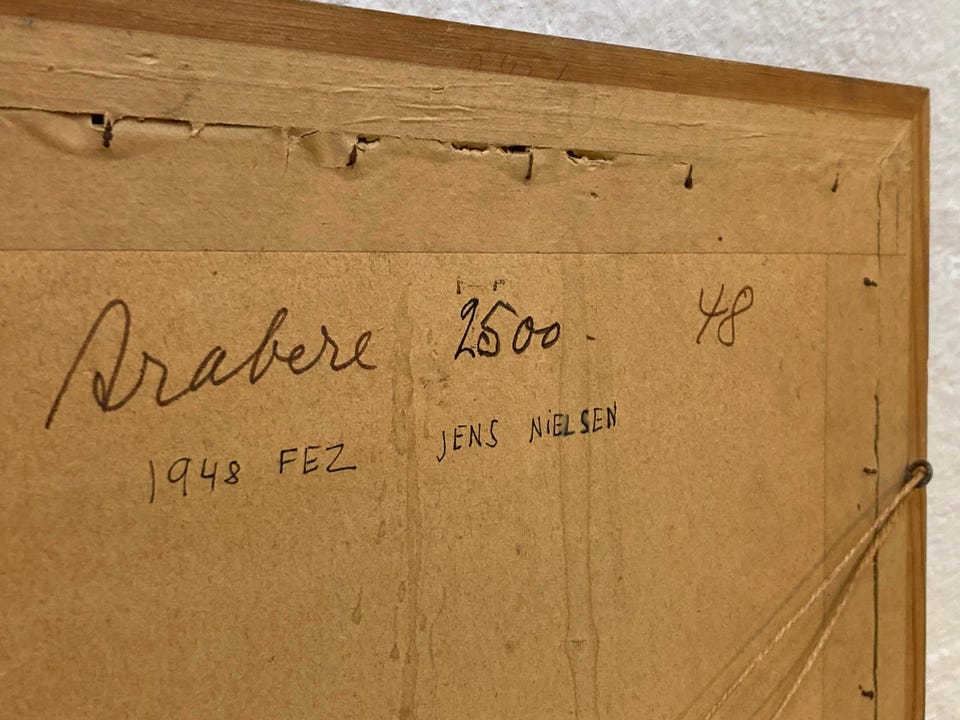 Arabere 2500.- 48
1948 FEZ JENS NiELSEN